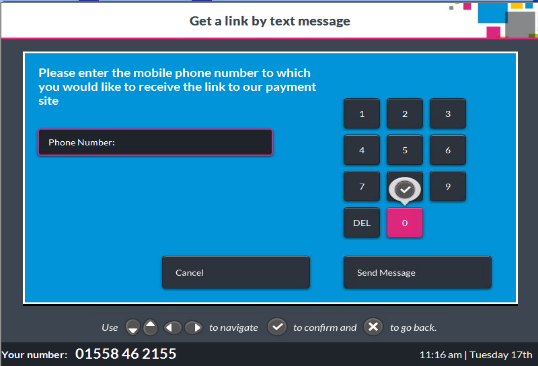 Get a link by text message
Please enter the mobile phone number to which
you would like to receive the link to our payment
site
Phone Number:
1 2 3
4 5 6
7 9
DEL 0
Cancel Send Message
Use to navigate to confirm and to go back.
Your number: 01558 46 2155 11:16 am | Tuesday 17th